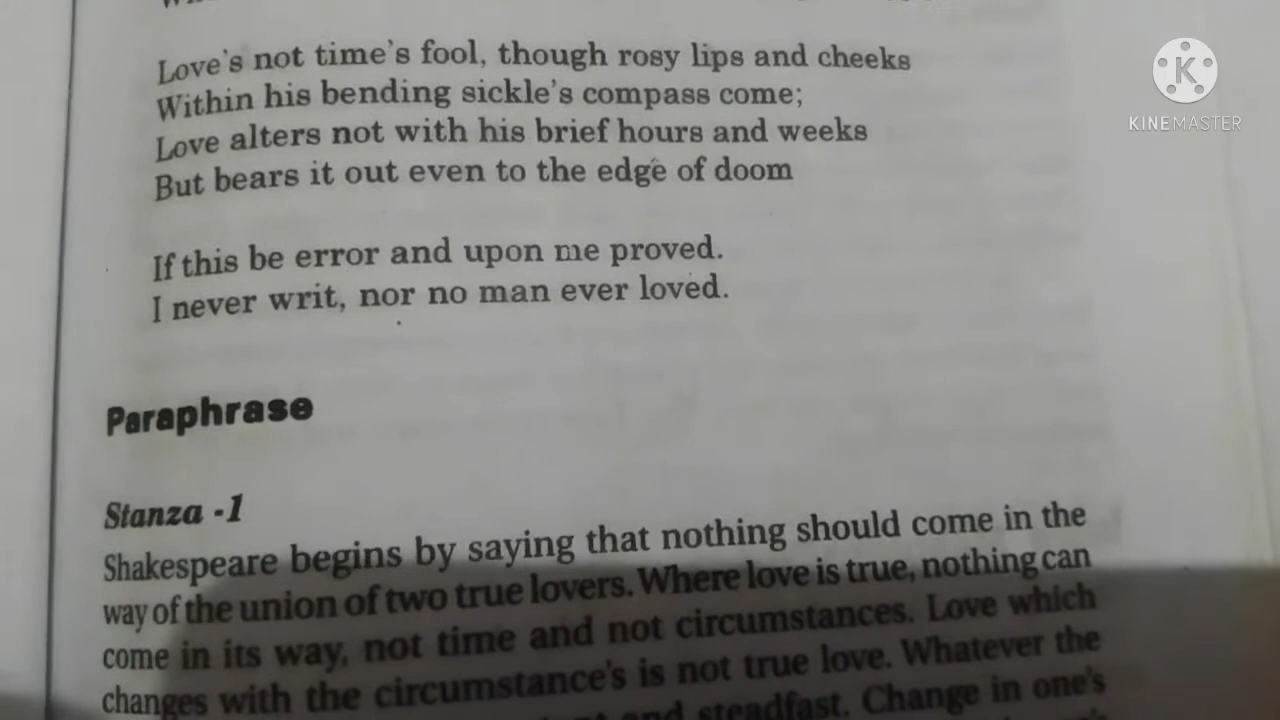 Love's not time's fool, though rosy lips and cheeks
Within his bending sickle's compass come;
Love alters not with his brief hours and weeks
But bears it out even to the edge of doom
If this be error and upon me proved.
I never writ, nor no man ever loved.
Paraphrase
Stanza -1
Shakespeare begins by saying that nothing should come in the
way of the union of two true lovers. Where love is true, nothing can
come in its way, not time and not circumstances. Love which
changes with the circumstance's is not true love. Whatever the
and steadfast. Change in one's
KINEMASTER